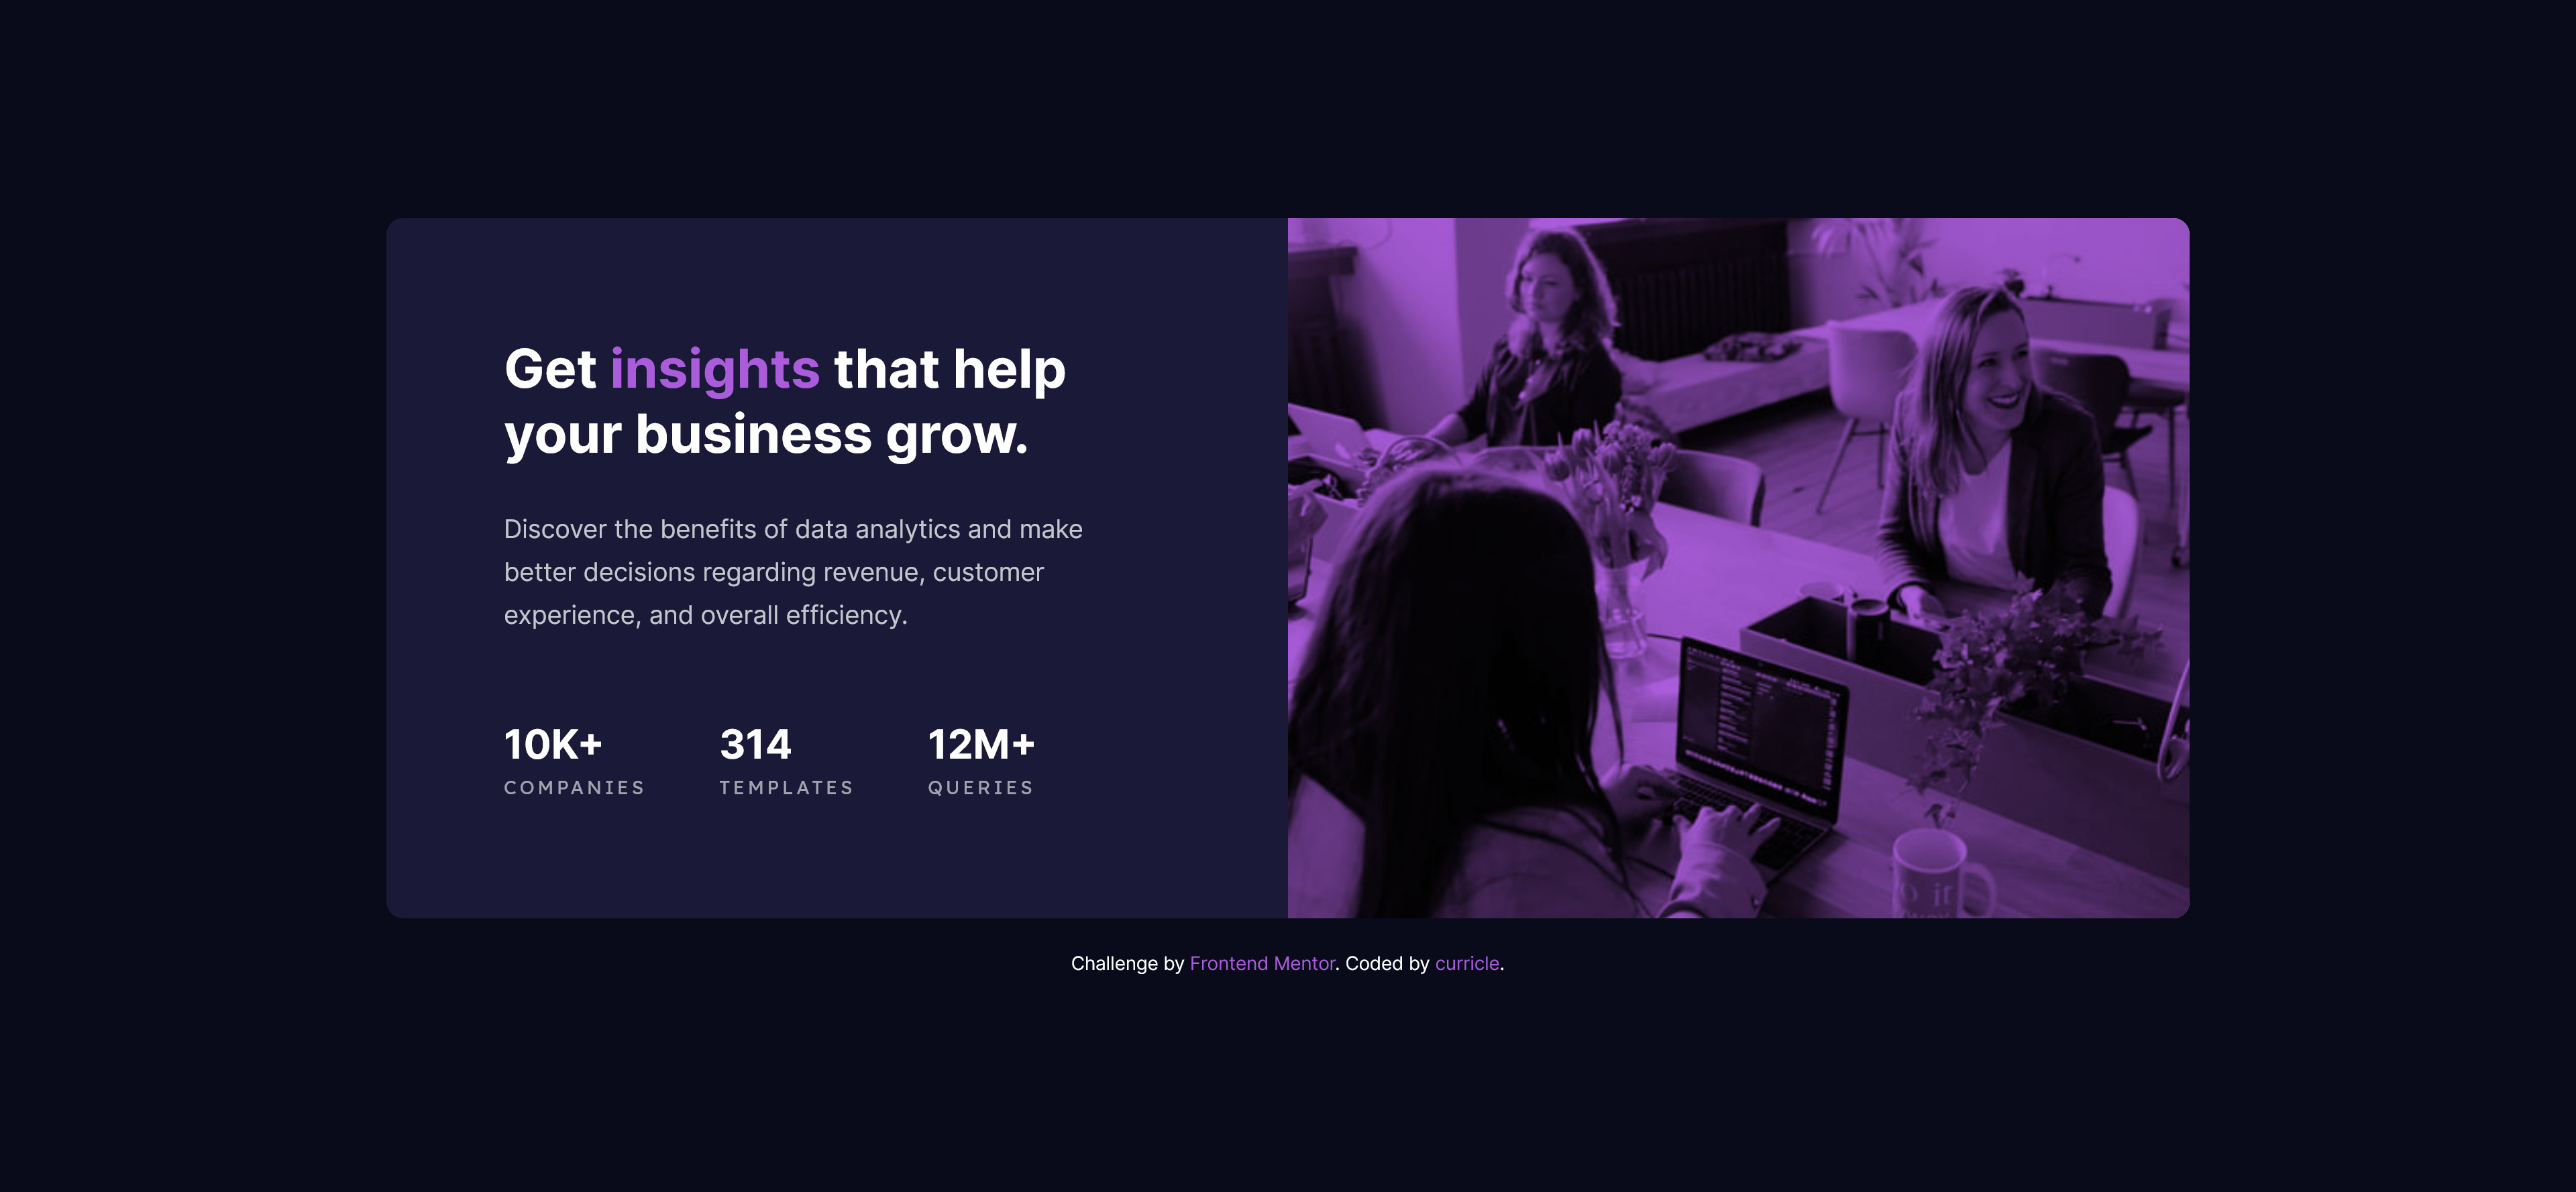 Get insights that help
your business grow.
Discover the benefits of data analytics and make
better decisions regarding revenue, customer
experience, and overall efficiency.
10K+
COMPANIES
314
TEMPLATES
12M+
QUERIES
Challenge by Frontend Mentor. Coded by curricle.